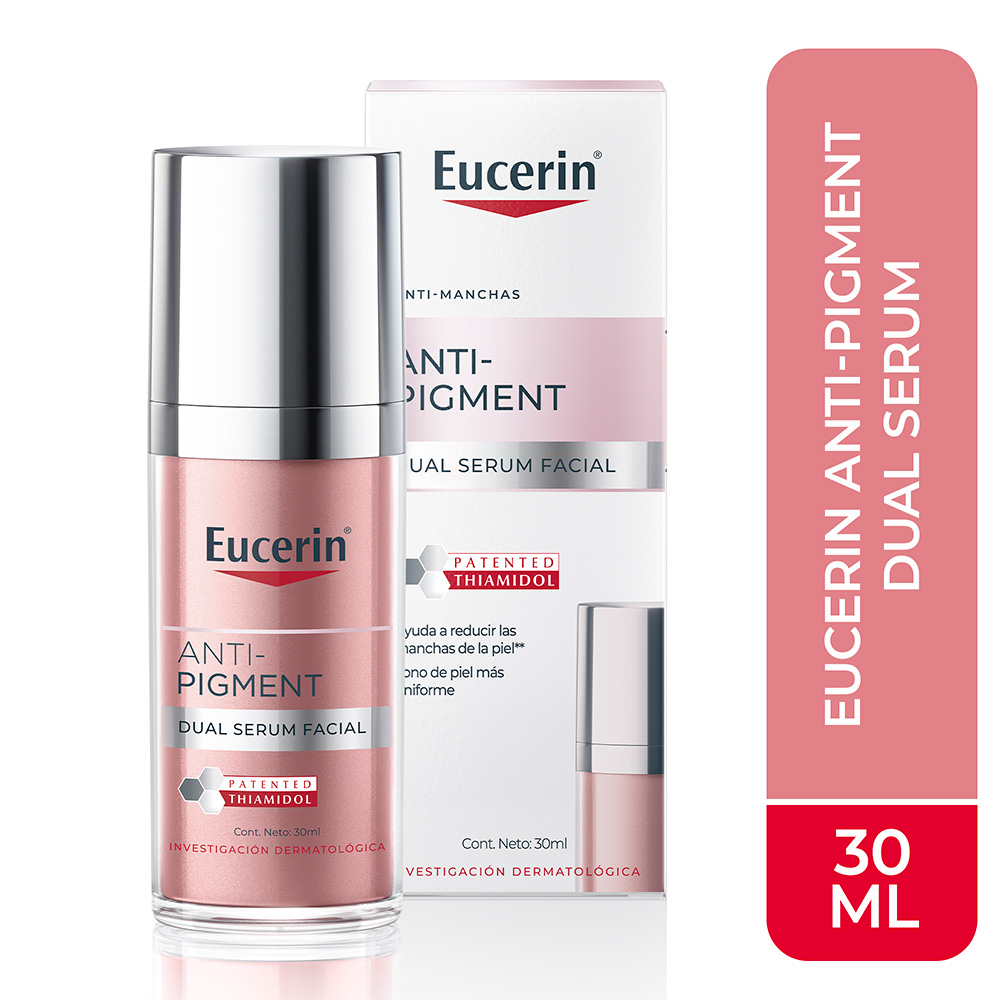 Eucerin®
ANTI-
PIGMENT
DUAL SERUM FACIAL
PATENTED
THIAMIDOL
Cont. Neto: 30ml
INVESTIGACIÓN DERMATOLÓGICA
Eucerin®
NTI-MANCHAS
ANTI-
PIGMENT
UAL SERUM FACIAL
PATENTED
THIAMIDOL
yuda a reducir las
manchas de la piel**
ono de piel más
niforme
Cont. Neto: 30ml
VESTIGACIÓN DERMATOLÓGICA
EUCERIN ANTI-PIGMENT
DUAL SERUM
30
ML